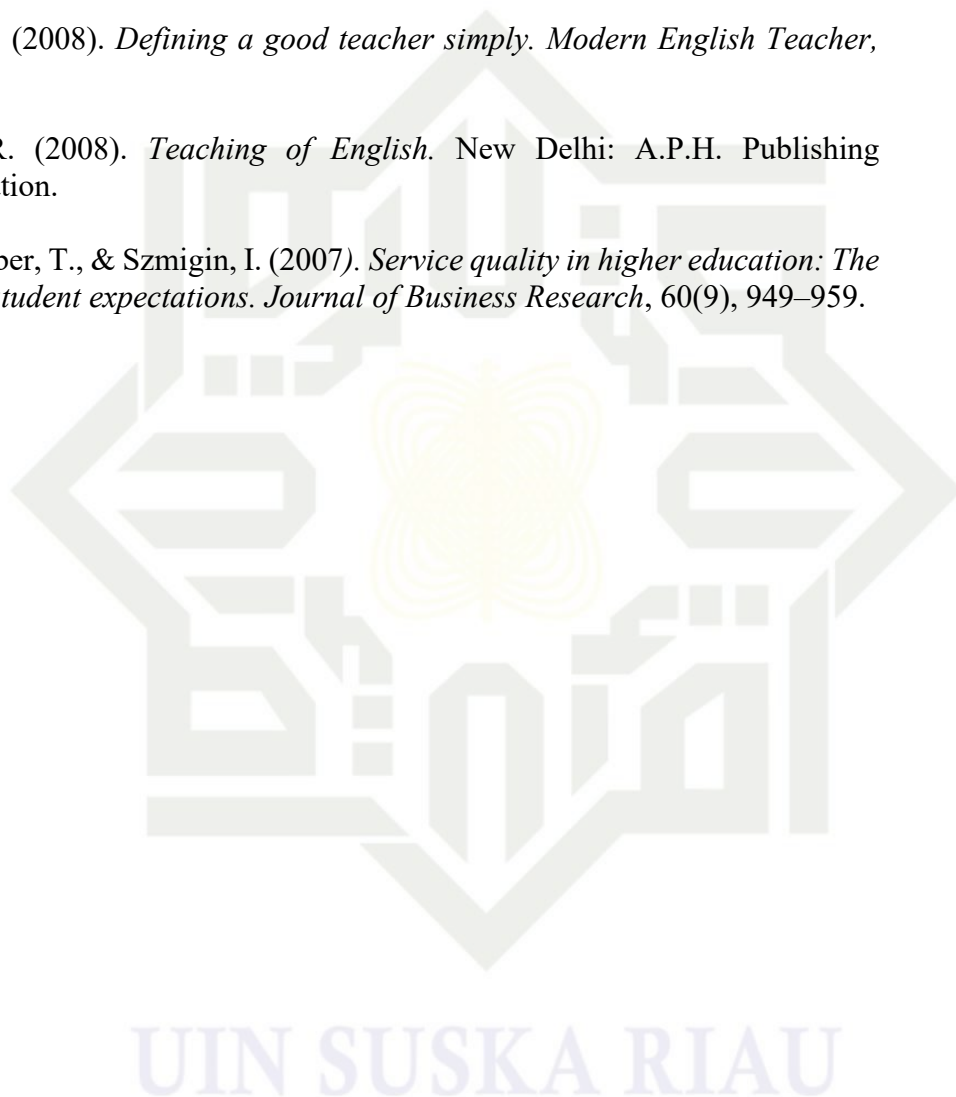 (2008). Defining a good teacher simply. Modern English Teacher,
R. (2008). Teaching of English. New Delhi: A.P.H. Publishing
tion.
ber, T., & Szmigin, I. (2007). Service quality in higher education: The
tudent expectations. Journal of Business Research, 60(9), 949–959.
UIN SUSKA RIAU